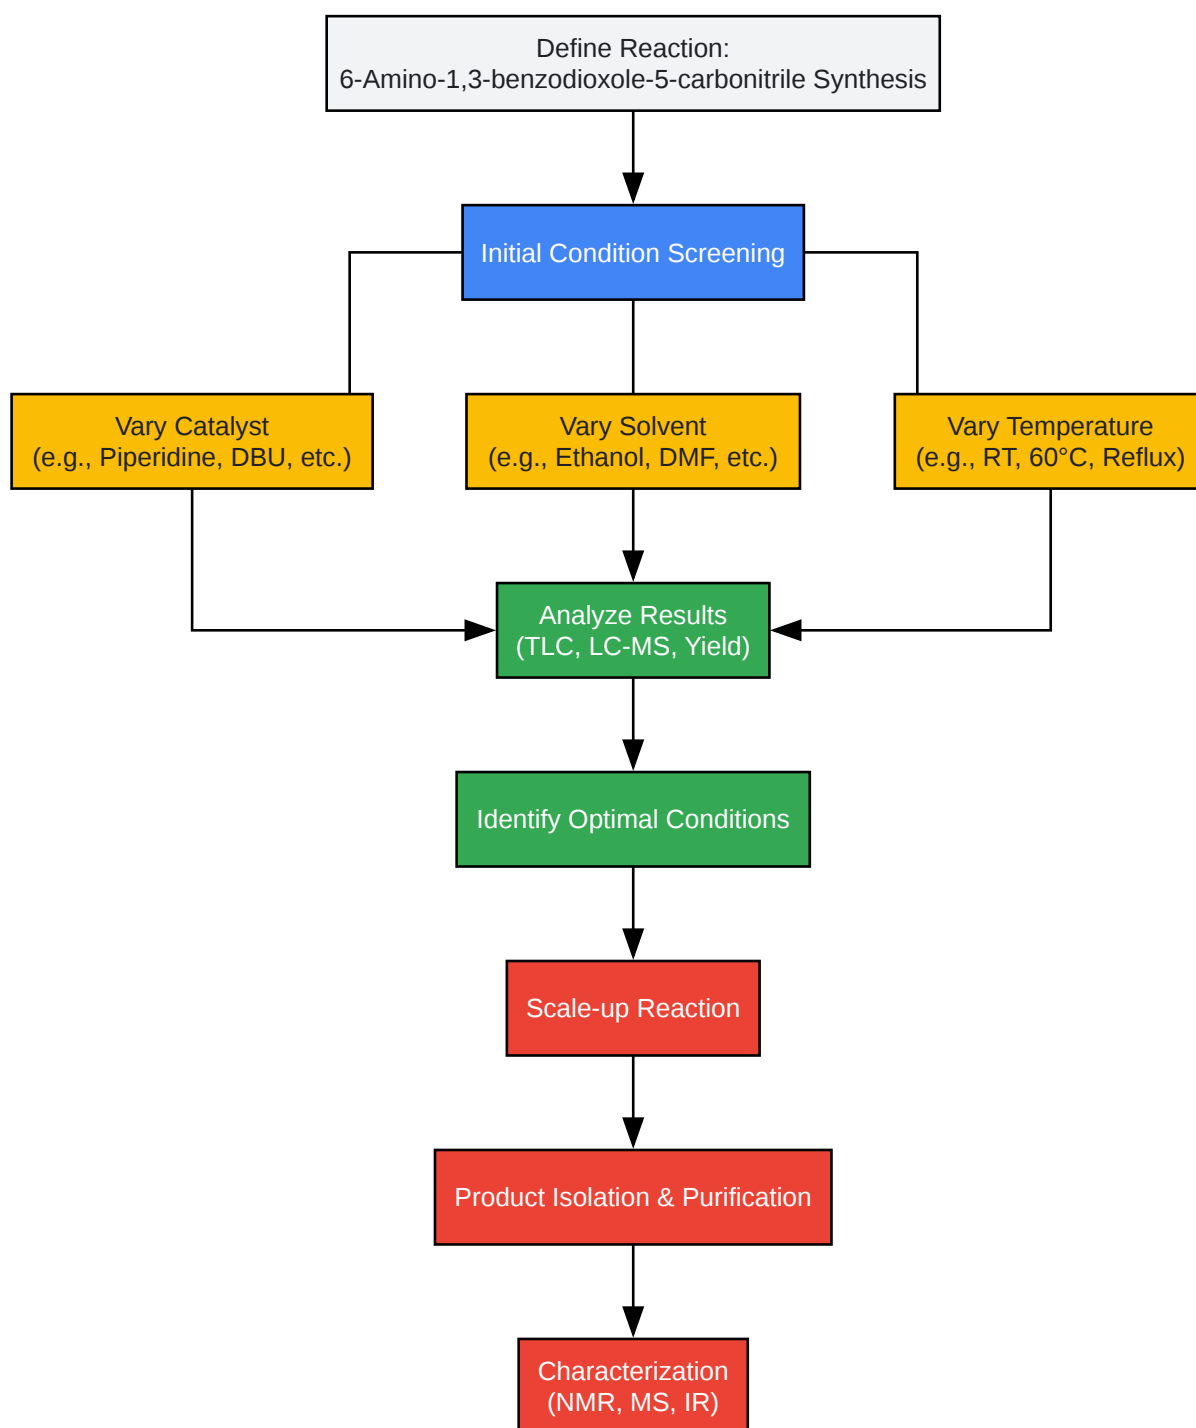 Define Reaction:
6-Amino-1,3-benzodioxole-5-carbonitrile Synthesis
Initial Condition Screening
Vary Catalyst
(e.g., Piperidine, DBU, etc.)
Vary Solvent
(e.g., Ethanol, DMF, etc.)
Vary Temperature
(e.g., RT, 60°C, Reflux)
Analyze Results
(TLC, LC-MS, Yield)
Identify Optimal Conditions
Scale-up Reaction
Product Isolation & Purification
Characterization
(NMR, MS, IR)